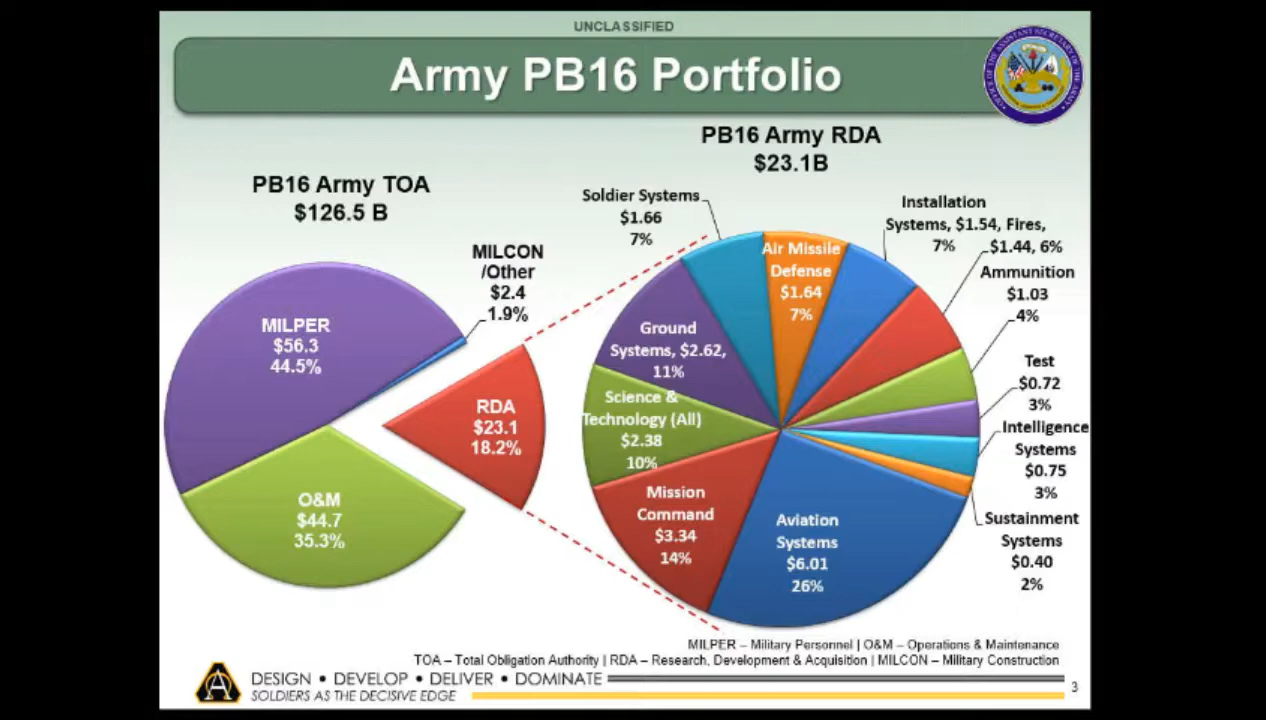 UNCLASSIFIED
Army PB16 Portfolio
PB16 Army TOA
$126.5 B
MILPER
$56.3
44.5%
MILCON
/Other
$2.4
1.9%
RDA
$23.1
18.2%
O&M
$44.7
35.3%
PB16 Army RDA
$23.1B
Soldier Systems
$1.66
7%
Air Missile
Defense
$1.64
7%
Installation
Systems, $1.54,
7%
Fires,
$1.44, 6%
Ammunition
$1.03
4%
Test
$0.72
3%
Intelligence
Systems
$0.75
3%
Sustainment
Systems
$0.40
2%
Aviation
Systems
$6.01
26%
Mission
Command
$3.34
14%
Science &
Technology (All)
$2.38
10%
Ground
Systems, $2.62,
11%
MILPER – Military Personnel | O&M – Operations & Maintenance
TOA – Total Obligation Authority | RDA – Research, Development & Acquisition | MILCON – Military Construction
DESIGN • DEVELOP • DELIVER • DOMINATE
SOLDIERS AS THE DECISIVE EDGE
3